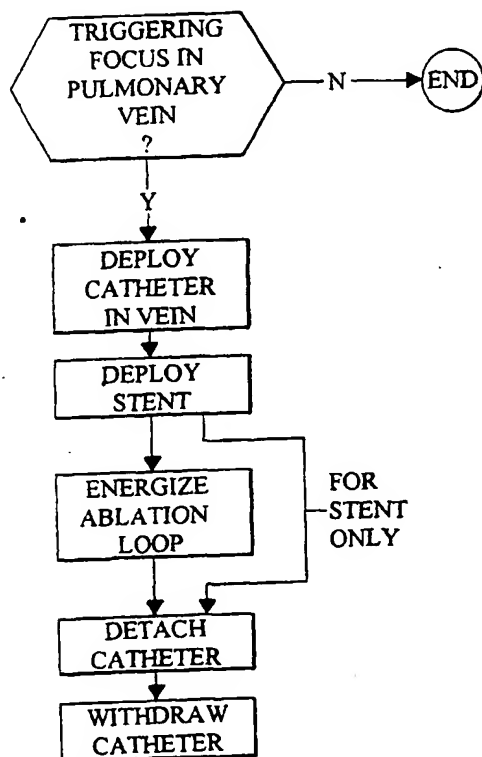 TRIGGERING
FOCUS IN
PULMONARY
VEIN
?
N
END
Y
DEPLOY
CATHETER
IN VEIN
DEPLOY
STENT
ENERGIZE
ABLATION
LOOP
FOR
STENT
ONLY
DETACH
CATHETER
WITHDRAW
CATHETER